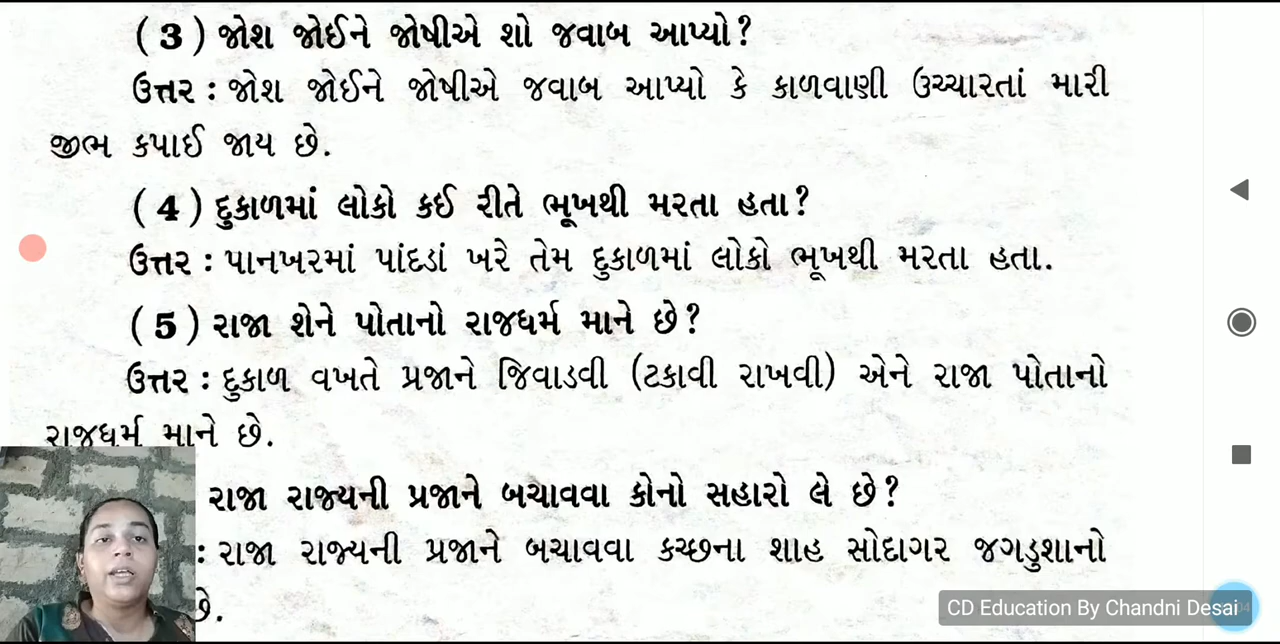 (3) જોશ જોઈને જોષીએ શો જવાબ આપ્યો?
ઉત્તર : જોશ જોઈને જોષીએ જવાબ આપ્યો કે કાળવાણી ઉચ્ચારતાં મારી
જીભ કપાઈ જાય છે.
(4) દુકાળમાં લોકો કઈ રીતે ભૂખથી મરતા હતા?
ઉત્તર : પાનખરમાં પાંદડાં ખરે તેમ દુકાળમાં લોકો ભૂખથી મરતા હતા.
(5) રાજા શેને પોતાનો રાજધર્મ માને છે?
ઉત્તર : દુકાળ વખતે પ્રજાને જિવાડવી (ટકાવી રાખવી) એને રાજા પોતાનો
રાજધર્મ માને છે.
રાજા રાજ્યની પ્રજાને બચાવવા કોનો સહારો લે છે?
: રાજા રાજ્યની પ્રજાને બચાવવા કચ્છના શાહ સોદાગર જગડુશાનો
છે.
CD Education By Chandni Desai